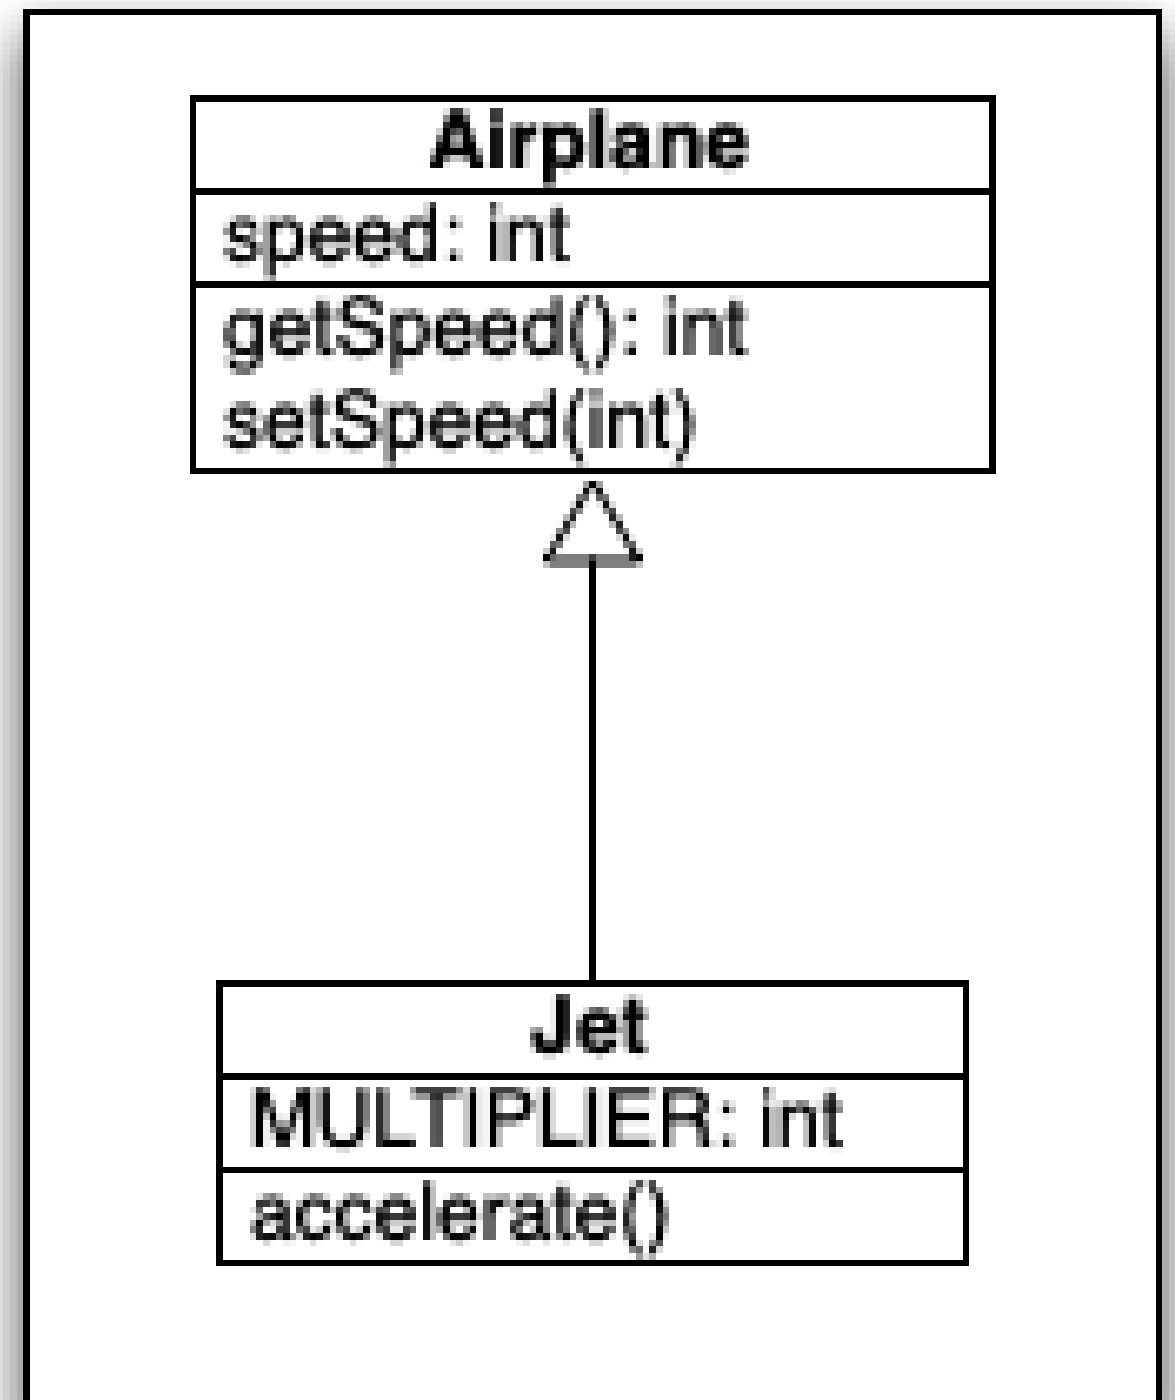 Airplane
speed: int
getSpeed(): int
setSpeed(int)
Jet
MULTIPLIER: int
accelerate()